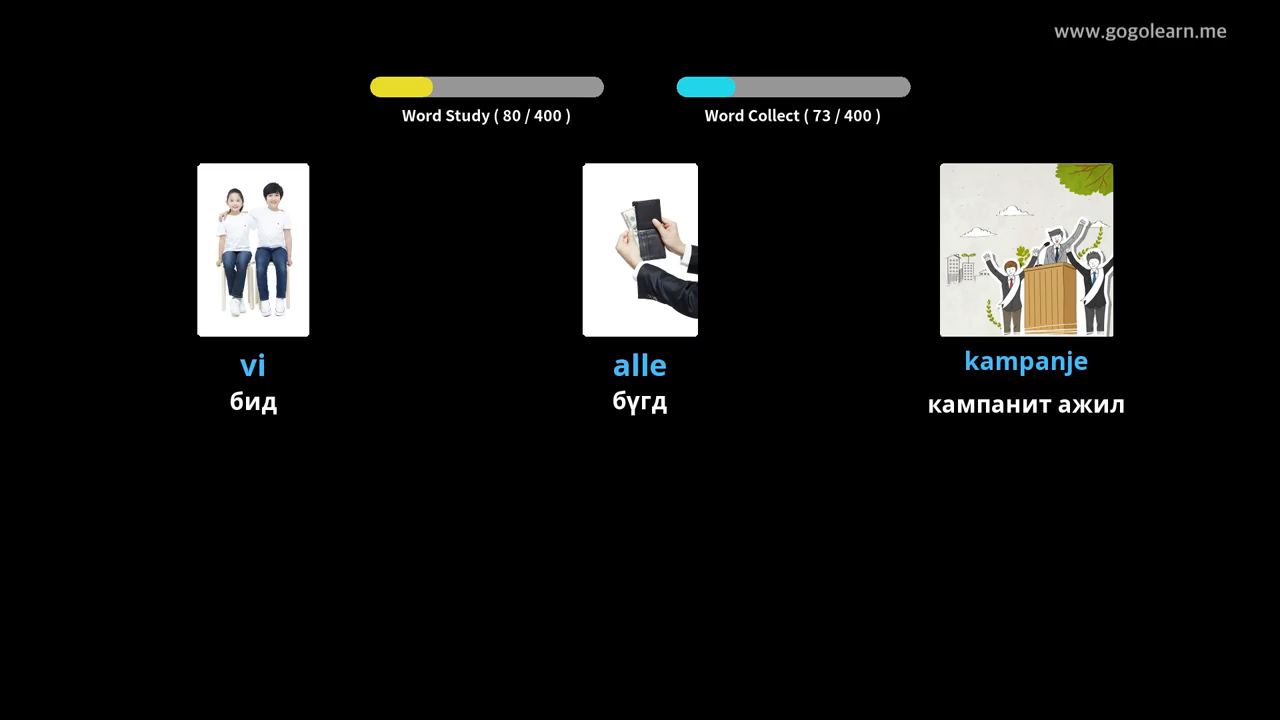 www.gogolearn.me
Word Study ( 80 / 400 )
Word Collect ( 73 / 400 )
vi
alle
kampanje
бид
бүгд
кампанит ажил